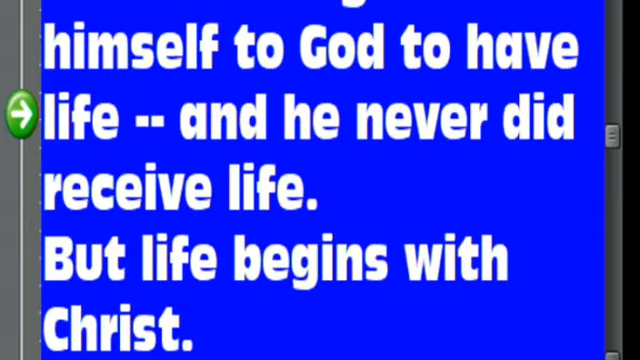 himself to God to have
life -- and he never did
receive life.
But life begins with
Christ.